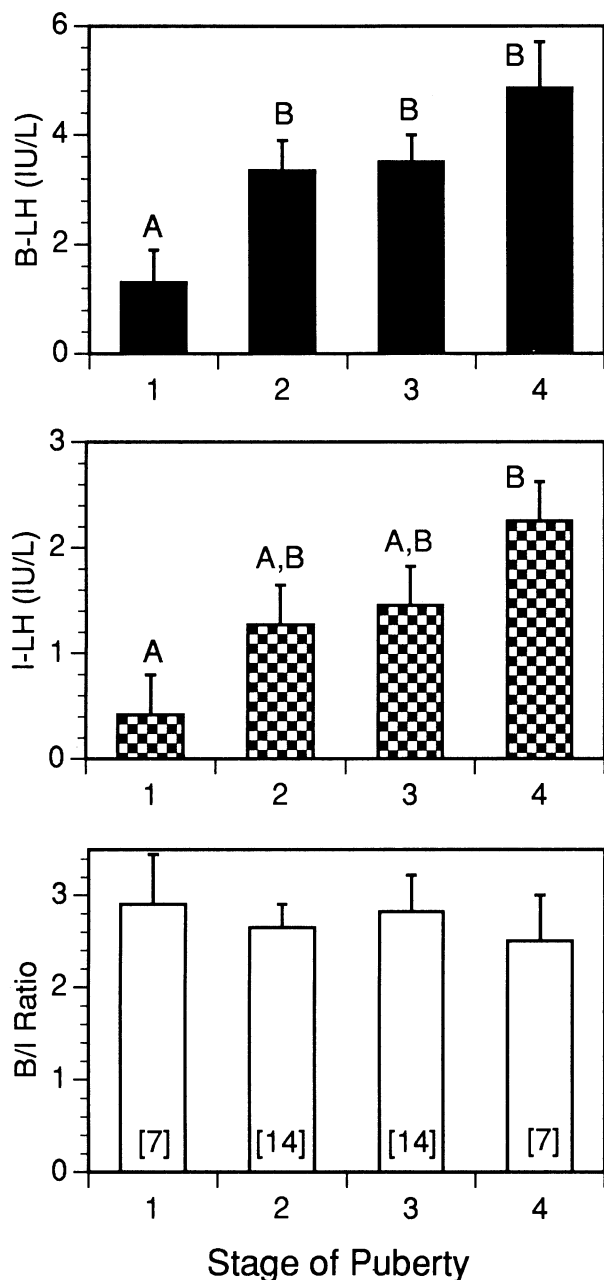 6
4
2
0
B-LH (IU/L)
A
B
B
B
1 2 3 4
3
2
1
0
I-LH (IU/L)
A
A,B
A,B
B
1 2 3 4
3
2
1
0
B/I Ratio
[7] [14] [14] [7]
1 2 3 4
Stage of Puberty